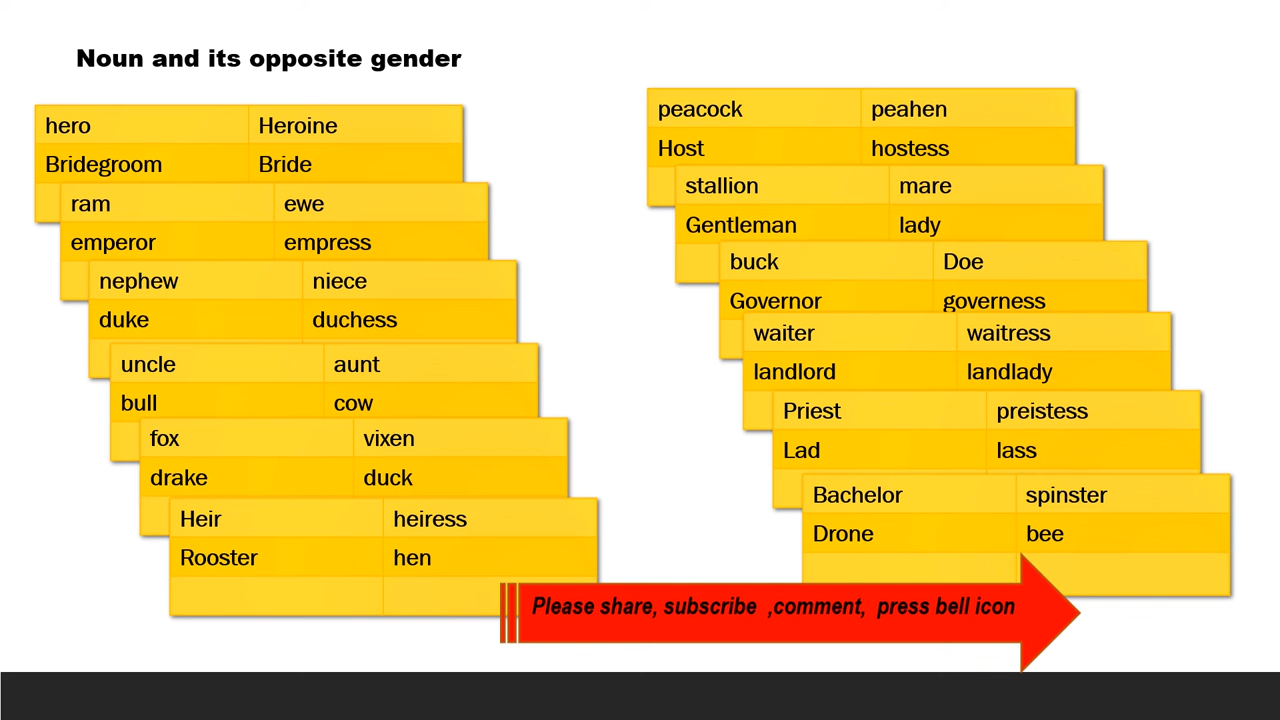 Noun and its opposite gender
hero Heroine
Bridegroom Bride
ram ewe
emperor empress
nephew niece
duke duchess
uncle aunt
bull cow
fox vixen
drake duck
Heir heiress
Rooster hen
peacock peahen
Host hostess
stallion mare
Gentleman lady
buck Doe
Governor governess
waiter waitress
landlord landlady
Priest preistess
Lad lass
Bachelor spinster
Drone bee
Please share, subscribe ,comment, press bell icon